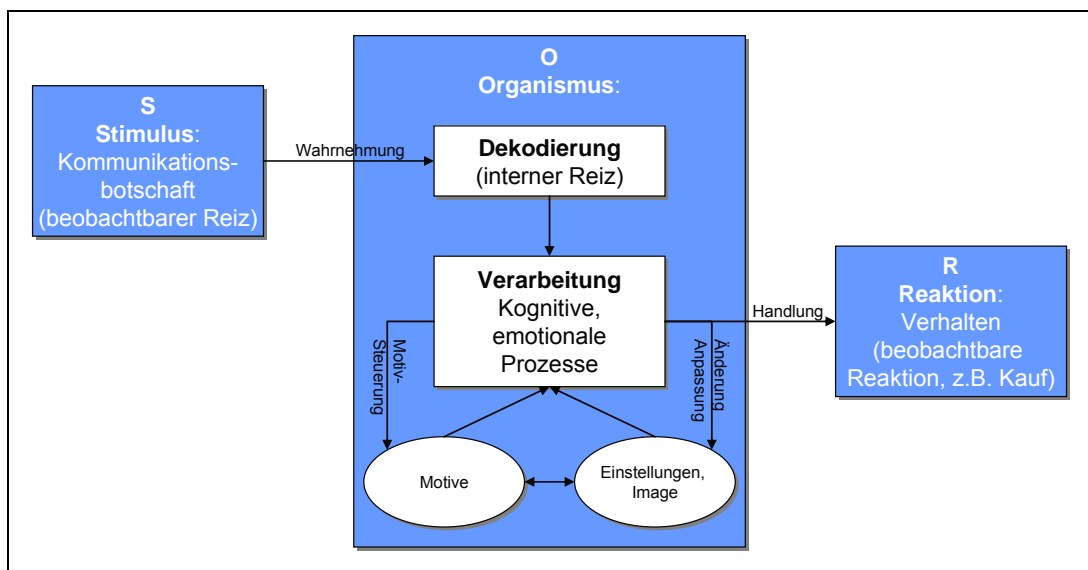 S
Stimulus:
Kommunikations-
botschaft
(beobachtbarer Reiz)
Wahrnehmung
O
Organismus:
Dekodierung
(interner Reiz)
Verarbeitung
Kognitive,
emotionale
Prozesse
Motiv-
Steuerung
Änderung
Anpassung
Motive
Einstellungen,
Image
Handlung
R
Reaktion:
Verhalten
(beobachtbare
Reaktion, z.B. Kauf)